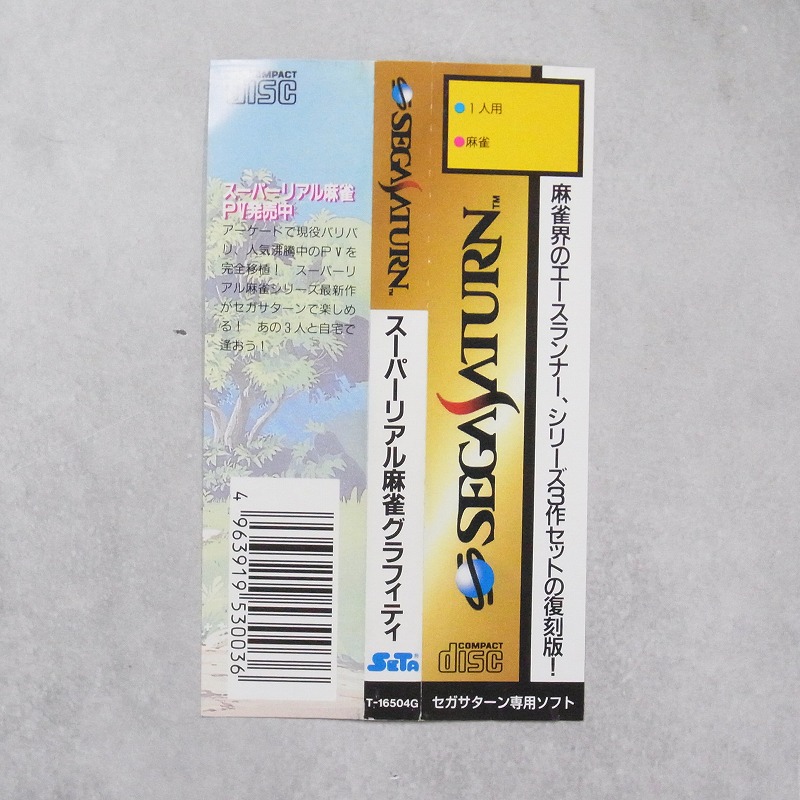 COMPACT
disc
スーパーリアル麻雀
PV発売中
アーケードで現役バリバ
リ、人気沸騰中のPVを
完全移植！ スーパーリ
アル麻雀シリーズ最新作
がセガサターンで楽しめ
る！ あの3人と自宅で
逢おう！
4 963919 530036
SEGA SATURN™
スーパーリアル麻雀グラフィティ
SETA®
T-16504G
●1人用
●麻雀
SEGA SATURN™
COMPACT
disc
麻雀界のエースランナー、シリーズ3作セットの復刻版！
セガサターン専用ソフト